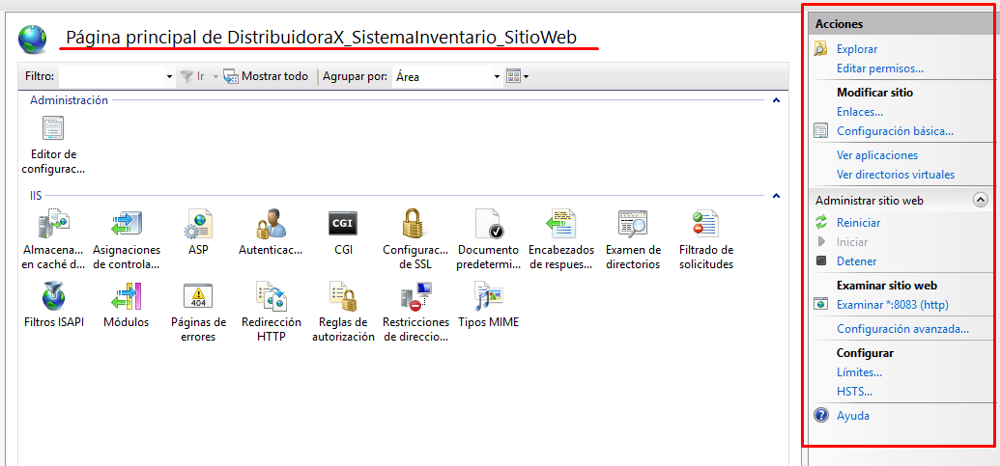 Página principal de DistribuidoraX_SistemaInventario_SitioWeb
Filtro: Ir Mostrar todo Agrupar por: Área
Administración
Editor de
configurac...
IIS
Almacena... Asignaciones ASP Autenticac... CGI Configurac... Documento Encabezados Examen de Filtrado de
en caché d... de controla... de SSL predetermi... de respues... directorios solicitudes
CGI
404
Filtros ISAPI Módulos Páginas de Redirección Reglas de Restricciones Tipos MIME
errores HTTP autorización de direccio...
Acciones
Explorar
Editar permisos...
Modificar sitio
Enlaces...
Configuración básica...
Ver aplicaciones
Ver directorios virtuales
Administrar sitio web
Reiniciar
Iniciar
Detener
Examinar sitio web
Examinar *:8083 (http)
Configuración avanzada...
Configurar
Límites...
HSTS...
Ayuda